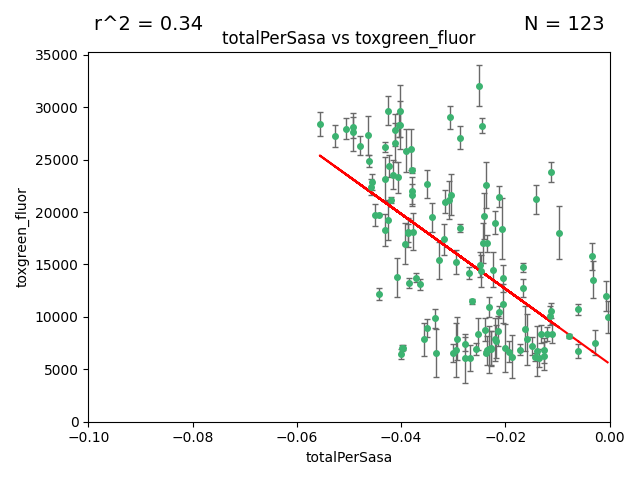 r^2 = 0.34 N = 123
totalPerSasa vs toxgreen_fluor
35000
30000
25000
20000
15000
10000
5000
0
toxgreen_fluor
−0.10 −0.08 −0.06 −0.04 −0.02 0.00
totalPerSasa